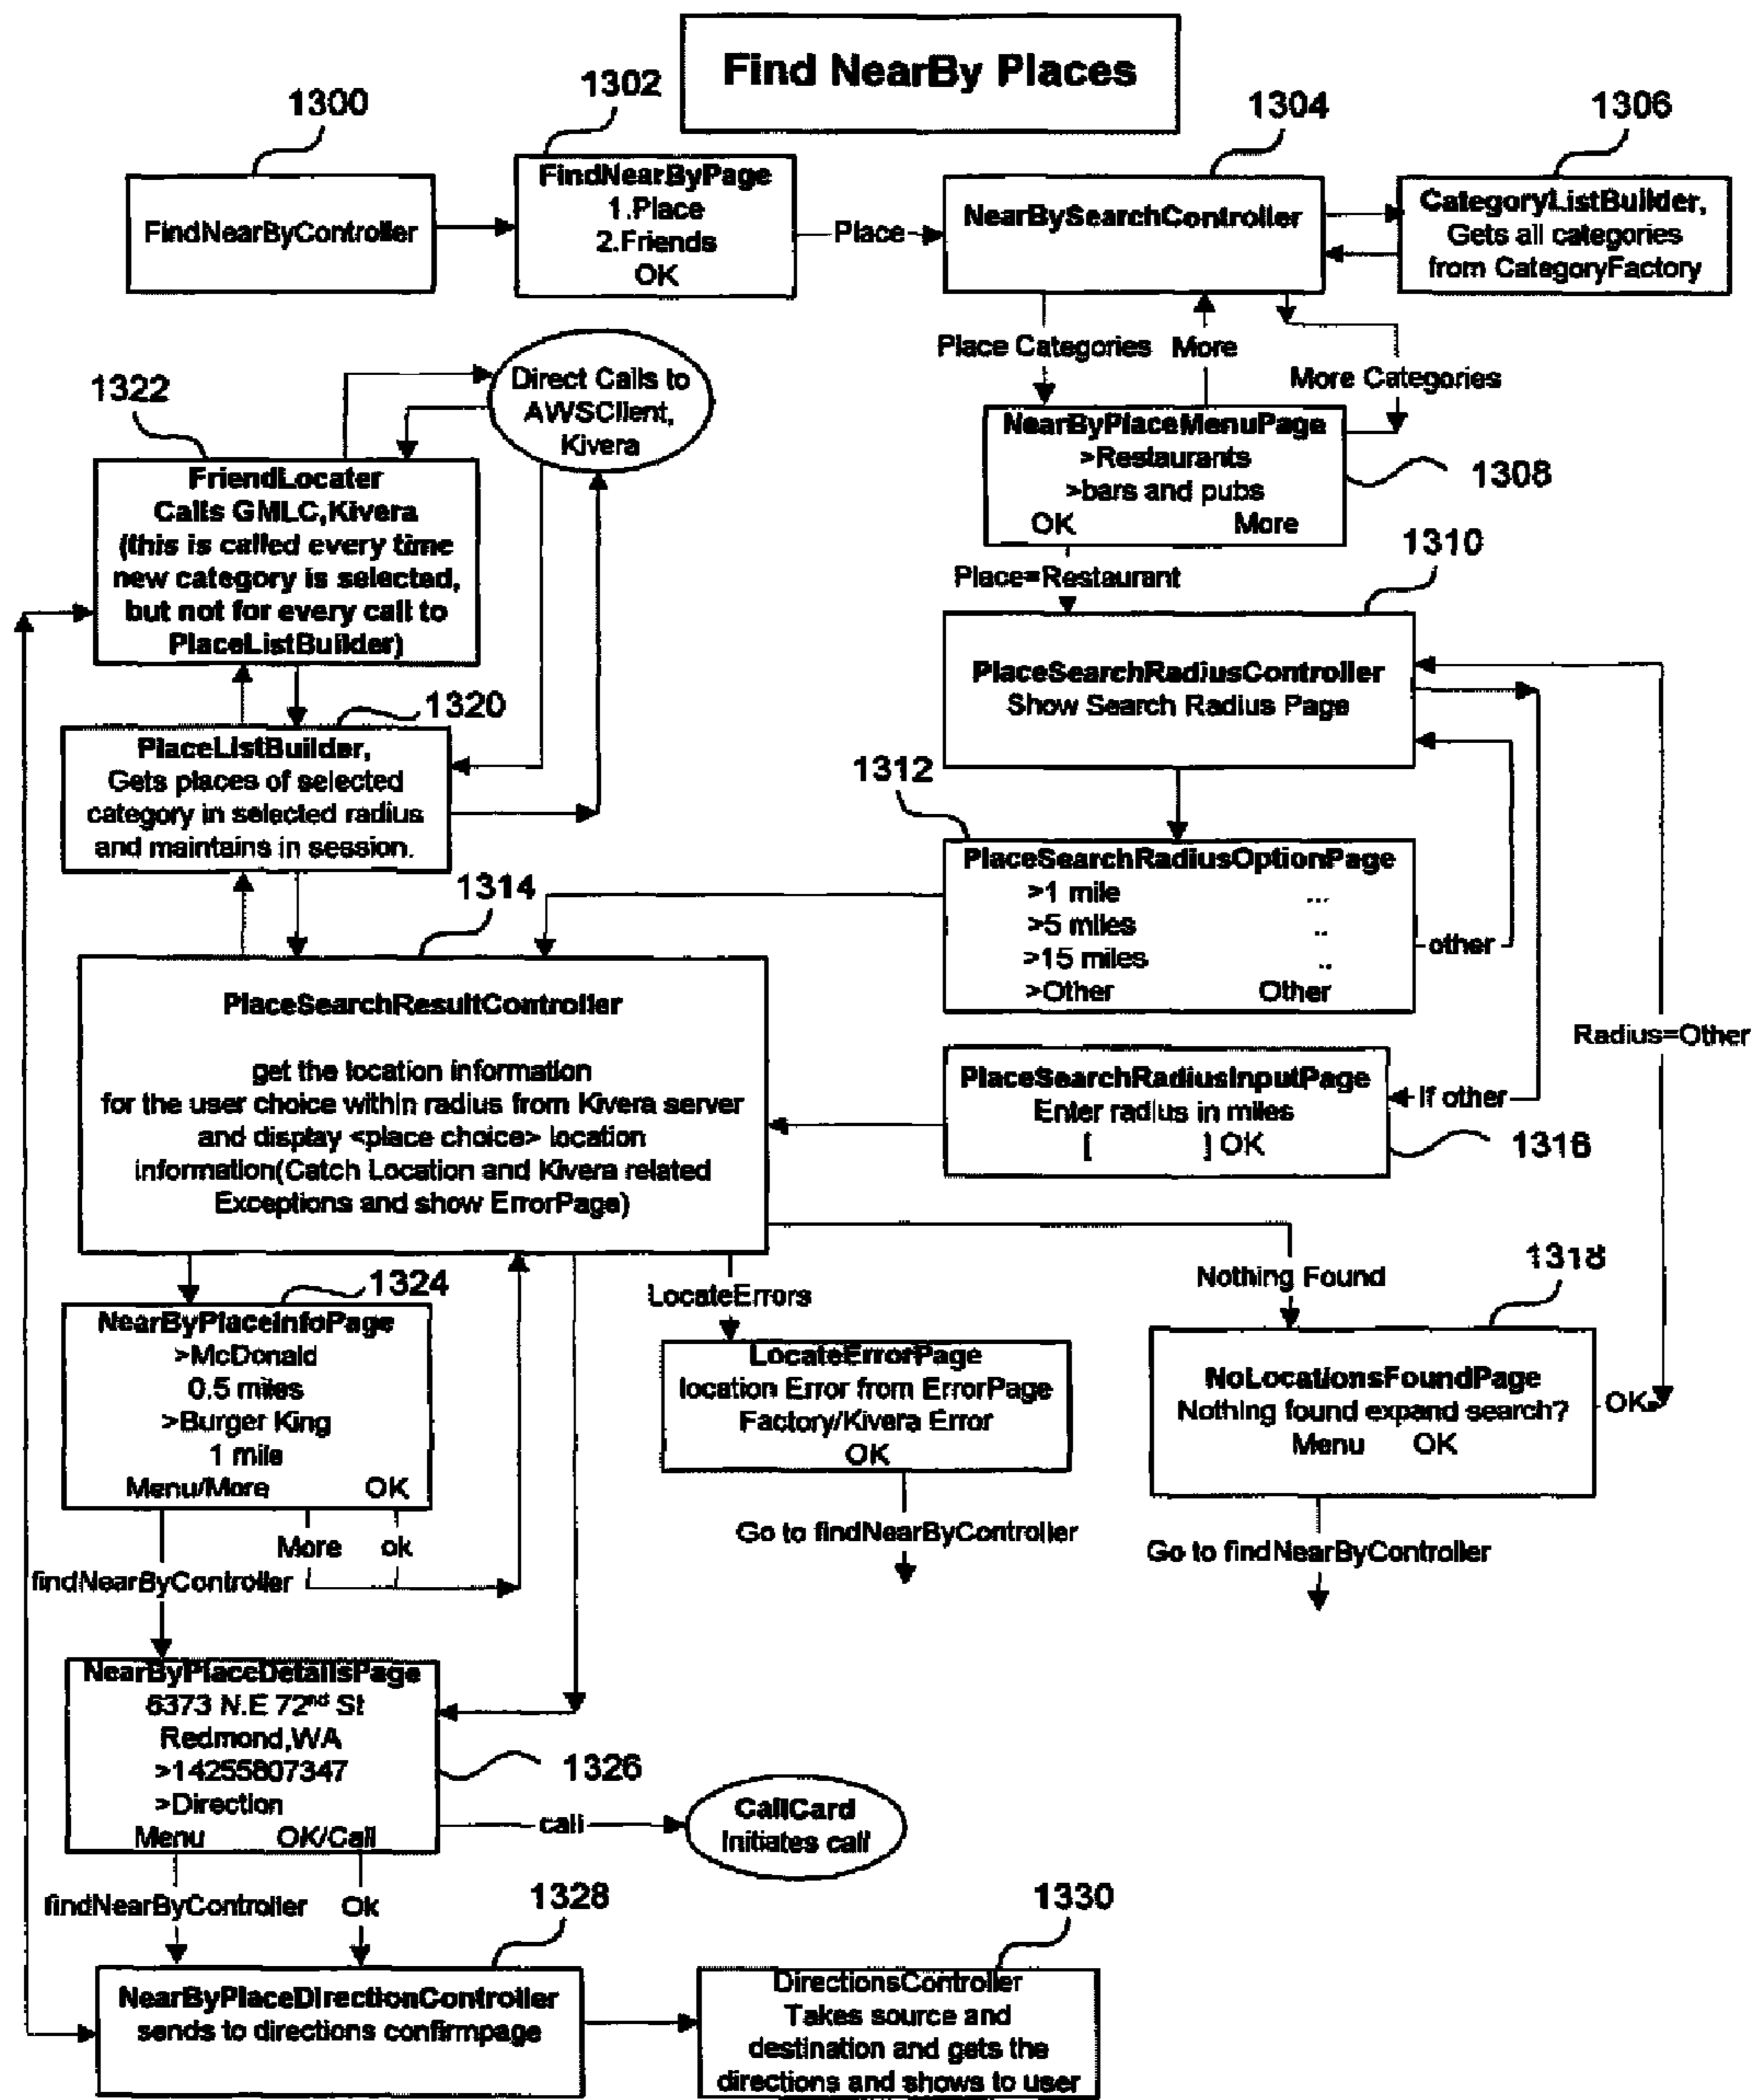 Find NearBy Places
1300
1302
1304
1306
FindNearByController
FindNearByPage
1.Place
2.Friends
OK
Place
NearBySearchController
CategoryListBuilder,
Gets all categories
from CategoryFactory
Place Categories
More
More Categories
1322
Direct Calls to
AWSClient,
Kivera
NearByPlaceMenuPage
>Restaurants
>bars and pubs
OK More
1308
FriendLocater
Calls GMLC,Kivera
(this is called every time
new category is selected,
but not for every call to
PlaceListBuilder)
Place=Restaurant
1310
PlaceSearchRadiusController
Show Search Radius Page
1320
PlaceListBuilder,
Gets places of selected
category in selected radius
and maintains in session.
1312
PlaceSearchRadiusOptionPage
>1 mile ...
>5 miles ..
>15 miles ..
>Other Other
other
1314
PlaceSearchResultController
get the location information
for the user choice within radius from Kivera server
and display <place choice> location
information(Catch Location and Kivera related
Exceptions and show ErrorPage)
Radius=Other
PlaceSearchRadiusInputPage
Enter radius in miles
[ ] OK
If other
1316
1324
NearByPlaceInfoPage
>McDonald
0.5 miles
>Burger King
1 mile
Menu/More OK
LocateErrors
LocateErrorPage
location Error from ErrorPage
Factory/Kivera Error
OK
Nothing Found
1318
NoLocationsFoundPage
Nothing found expand search?
Menu OK
OK
More ok
findNearByController
Go to findNearByController
Go to findNearByController
NearByPlaceDetailsPage
6373 N.E 72nd St
Redmond,WA
>14255807347
>Direction
Menu OK/Call
1326
call
CallCard
Initiates call
findNearByController Ok
1328
1330
NearByPlaceDirectionController
sends to directions confirmpage
DirectionsController
Takes source and
destination and gets the
directions and shows to user